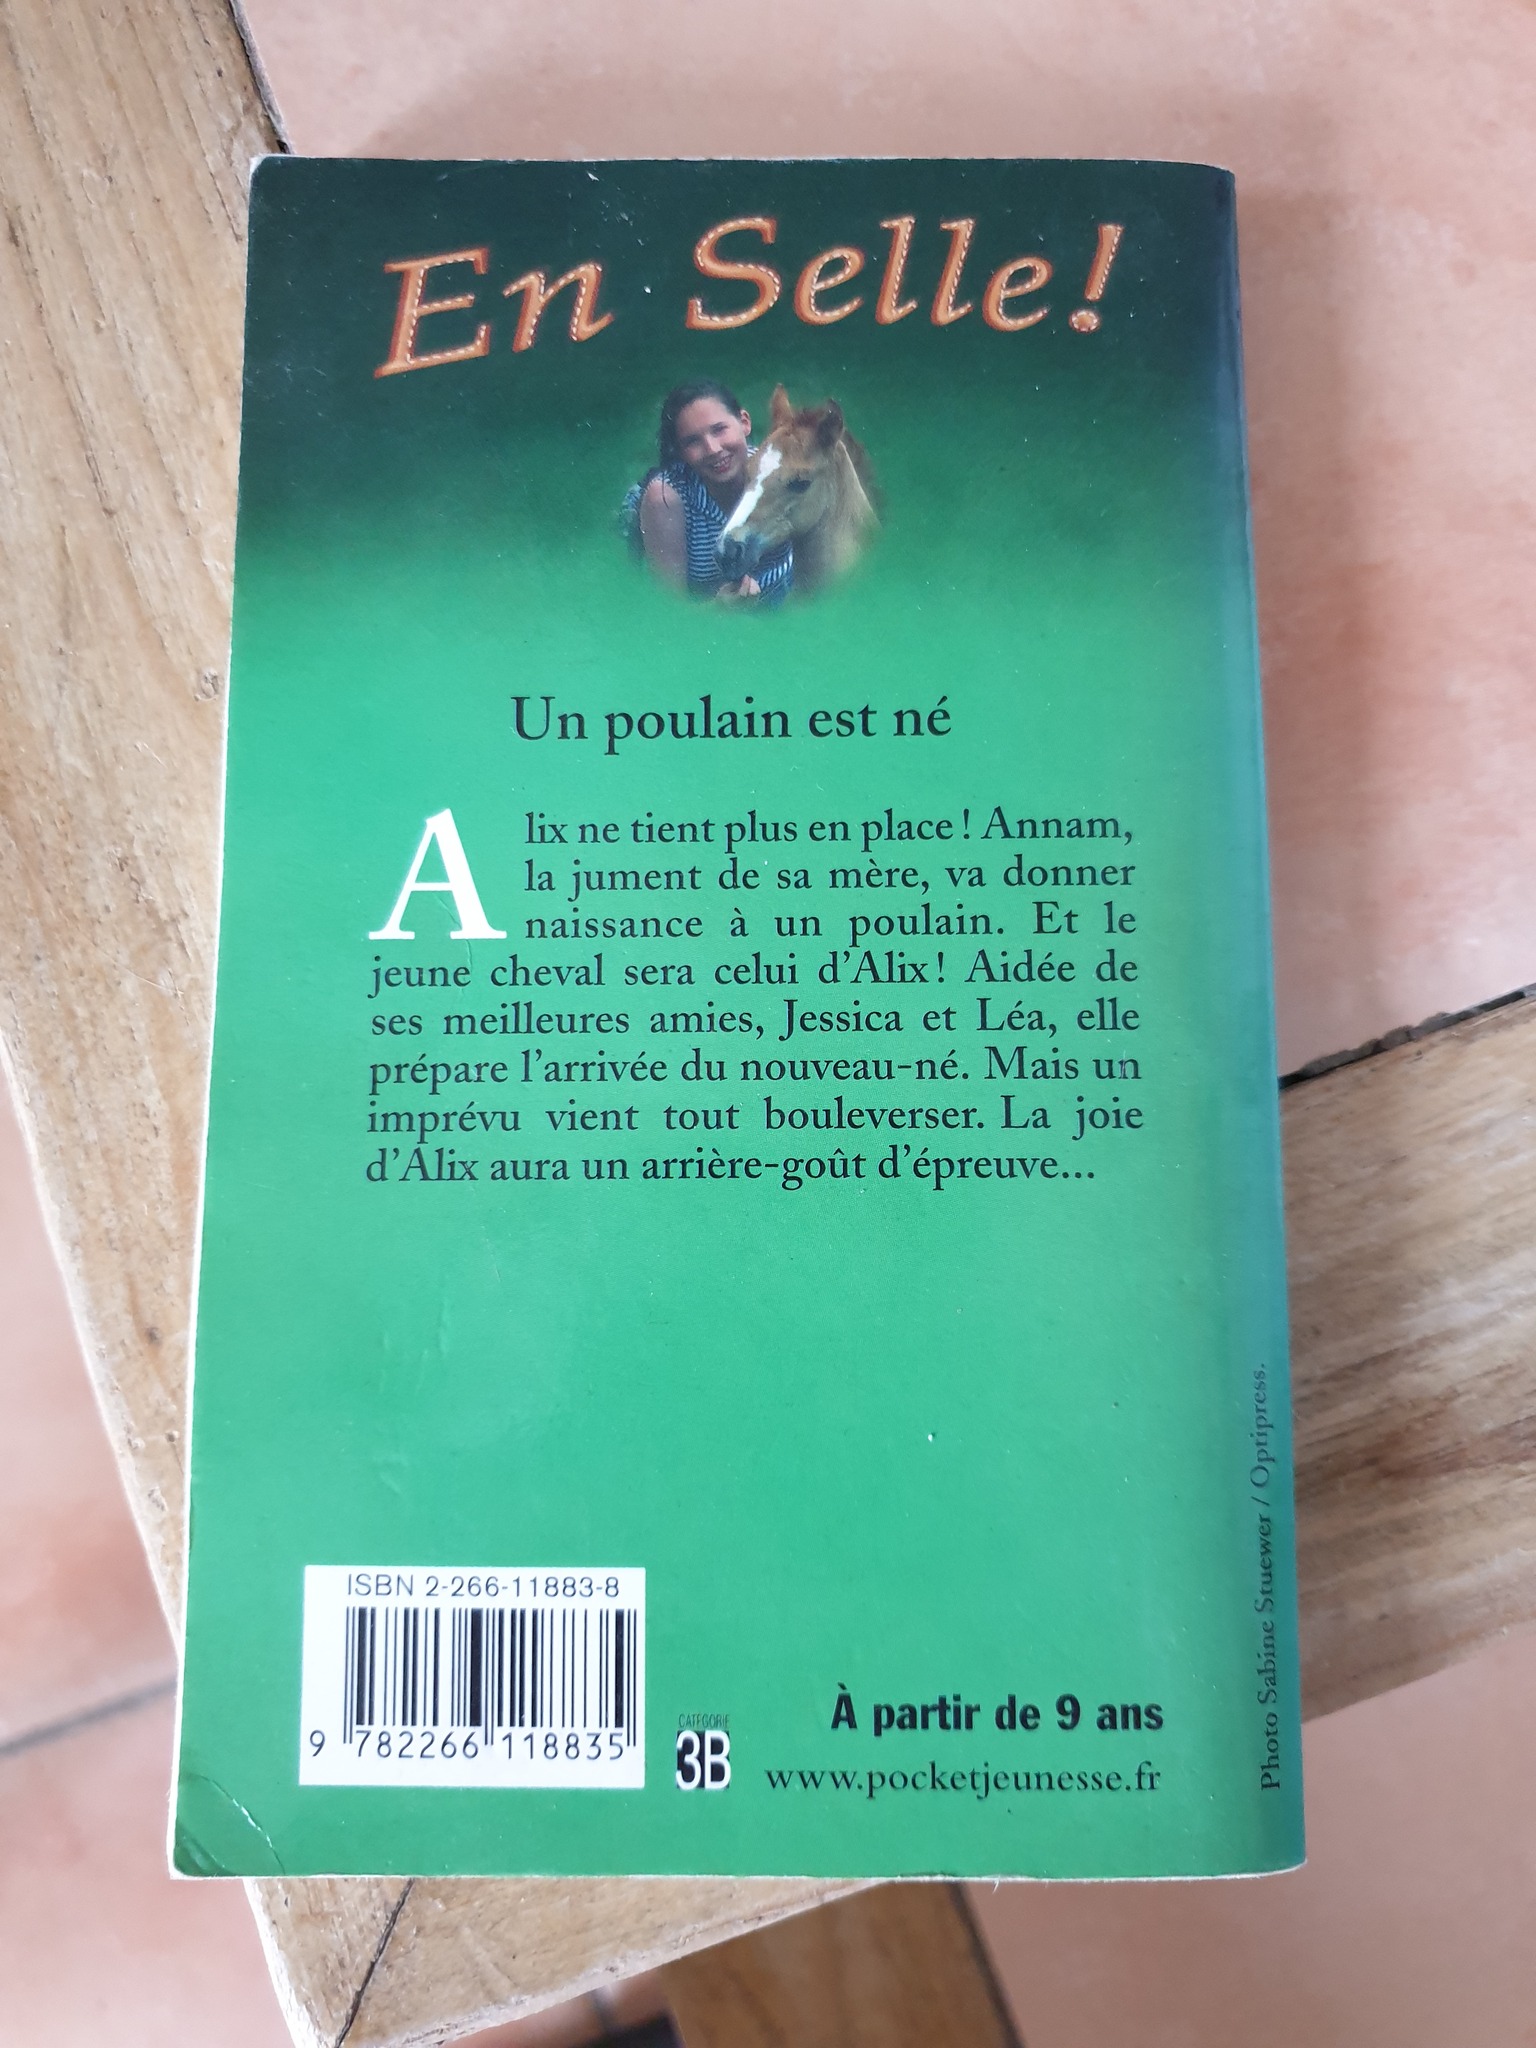 En Selle!
Un poulain est né
Alix ne tient plus en place ! Annam,
la jument de sa mère, va donner
naissance à un poulain. Et le
jeune cheval sera celui d'Alix ! Aidée de
ses meilleures amies, Jessica et Léa, elle
prépare l'arrivée du nouveau-né. Mais un
imprévu vient tout bouleverser. La joie
d'Alix aura un arrière-goût d'épreuve...
ISBN 2-266-11883-8
9 782266 118835
CATÉGORIE
3B
À partir de 9 ans
www.pocketjeunesse.fr
Photo Sabine Stuewer / Optipress.